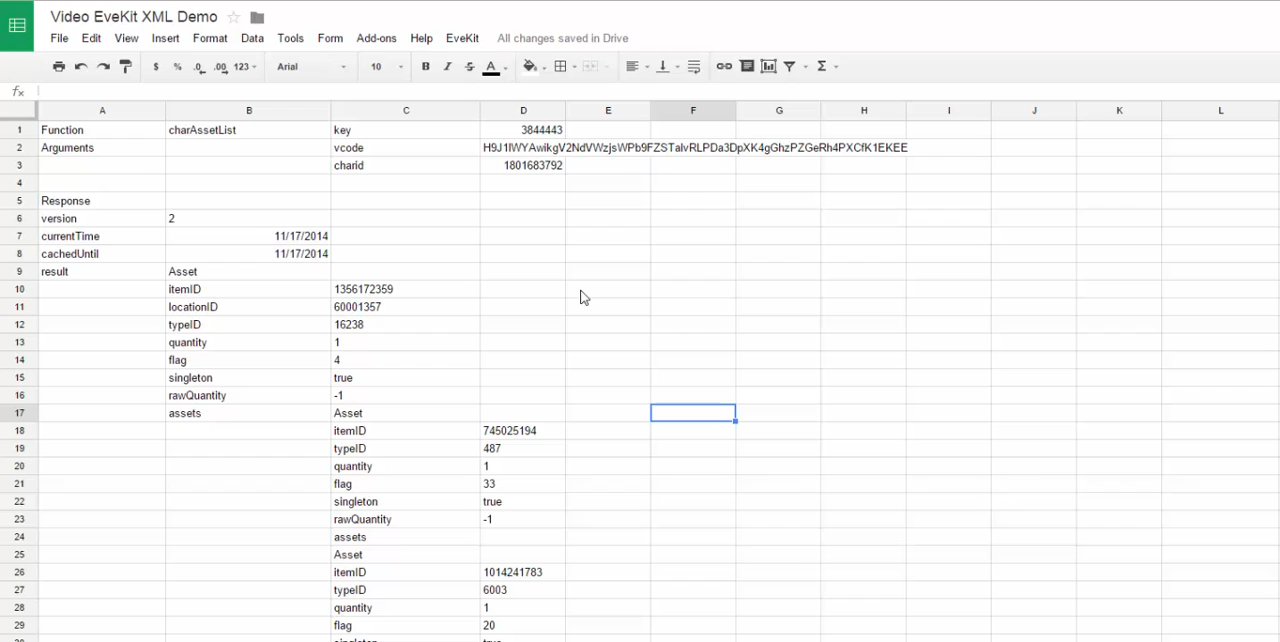 Video EveKit XML Demo
File Edit View Insert Format Data Tools Form Add-ons Help EveKit All changes saved in Drive
$ % .0 .00 123 Arial 10 B I S A Σ
fx
A B C D E F G H I J K L
1 Function charAssetList key 3844443
2 Arguments vcode H9J1lWYAwikgV2NdVWzjsWPb9FZSTalvRLPDa3DpXK4gGhzPZGeRh4PXCfK1EKEE
3 charid 1801683792
4
5 Response
6 version 2
7 currentTime 11/17/2014
8 cachedUntil 11/17/2014
9 result Asset
10 itemID 1356172359
11 locationID 60001357
12 typeID 16238
13 quantity 1
14 flag 4
15 singleton true
16 rawQuantity -1
17 assets Asset
18 itemID 745025194
19 typeID 487
20 quantity 1
21 flag 33
22 singleton true
23 rawQuantity -1
24 assets
25 Asset
26 itemID 1014241783
27 typeID 6003
28 quantity 1
29 flag 20
singleton true